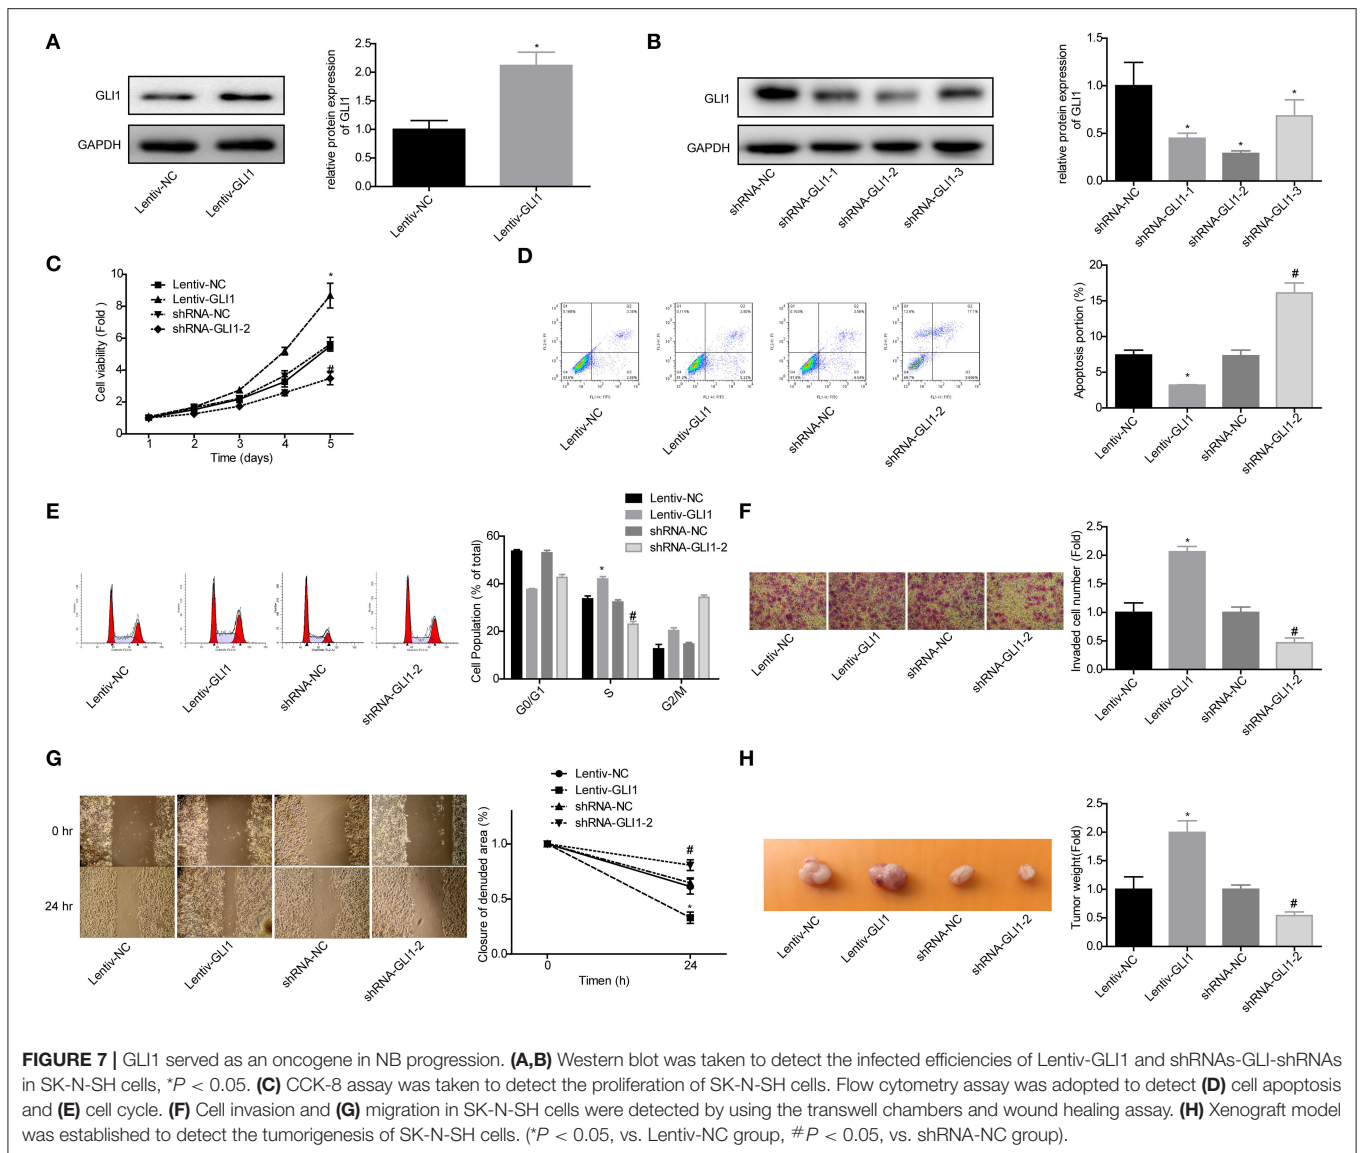 A
GLI1
GAPDH
Lentiv-NC
Lentiv-GLI1
relative protein expression
of GLI1
2.5
2.0
1.5
1.0
0.5
0.0
*
Lentiv-NC
Lentiv-GLI1
B
GLI1
GAPDH
shRNA-NC
shRNA-GLI1-1
shRNA-GLI1-2
shRNA-GLI1-3
relative protein expression
of GLI1
1.5
1.0
0.5
0.0
* * *
shRNA-NC
shRNA-GLI1-1
shRNA-GLI1-2
shRNA-GLI1-3
C
Lentiv-NC
Lentiv-GLI1
shRNA-NC
shRNA-GLI1-2
Cell viability (Fold )
10
8
6
4
2
0
*
#
1 2 3 4 5
Time (days)
D
Lentiv-NC
Lentiv-GLI1
shRNA-NC
shRNA-GLI1-2
Apoptosis portion (%)
20
15
10
5
0
*
#
Lentiv-NC
Lentiv-GLI1
shRNA-NC
shRNA-GLI1-2
E
Lentiv-NC
Lentiv-GLI1
shRNA-NC
shRNA-GLI1-2
Lentiv-NC
Lentiv-GLI1
shRNA-NC
shRNA-GLI1-2
Cell Population (% of total)
60
40
20
0
*
#
G0/G1 S G2/M
F
Lentiv-NC
Lentiv-GLI1
shRNA-NC
shRNA-GLI1-2
Invaded cell number (Fold)
2.5
2.0
1.5
1.0
0.5
0.0
*
#
Lentiv-NC
Lentiv-GLI1
shRNA-NC
shRNA-GLI1-2
G
0 hr
24 hr
Lentiv-NC
Lentiv-GLI1
shRNA-NC
shRNA-GLI1-2
Lentiv-NC
Lentiv-GLI1
shRNA-NC
shRNA-GLI1-2
Closure of denuded area (%)
1.0
0.5
0.0
#
*
0 24
Timen (h)
H
Lentiv-NC
Lentiv-GLI1
shRNA-NC
shRNA-GLI1-2
Tumor weight(Fold)
2.5
2.0
1.5
1.0
0.5
0.0
*
#
Lentiv-NC
Lentiv-GLI1
shRNA-NC
shRNA-GLI1-2
FIGURE 7 | GLI1 served as an oncogene in NB progression. (A,B) Western blot was taken to detect the infected efficiencies of Lentiv-GLI1 and shRNAs-GLI-shRNAs
in SK-N-SH cells, *P < 0.05. (C) CCK-8 assay was taken to detect the proliferation of SK-N-SH cells. Flow cytometry assay was adopted to detect (D) cell apoptosis
and (E) cell cycle. (F) Cell invasion and (G) migration in SK-N-SH cells were detected by using the transwell chambers and wound healing assay. (H) Xenograft model
was established to detect the tumorigenesis of SK-N-SH cells. (*P < 0.05, vs. Lentiv-NC group, #P < 0.05, vs. shRNA-NC group).